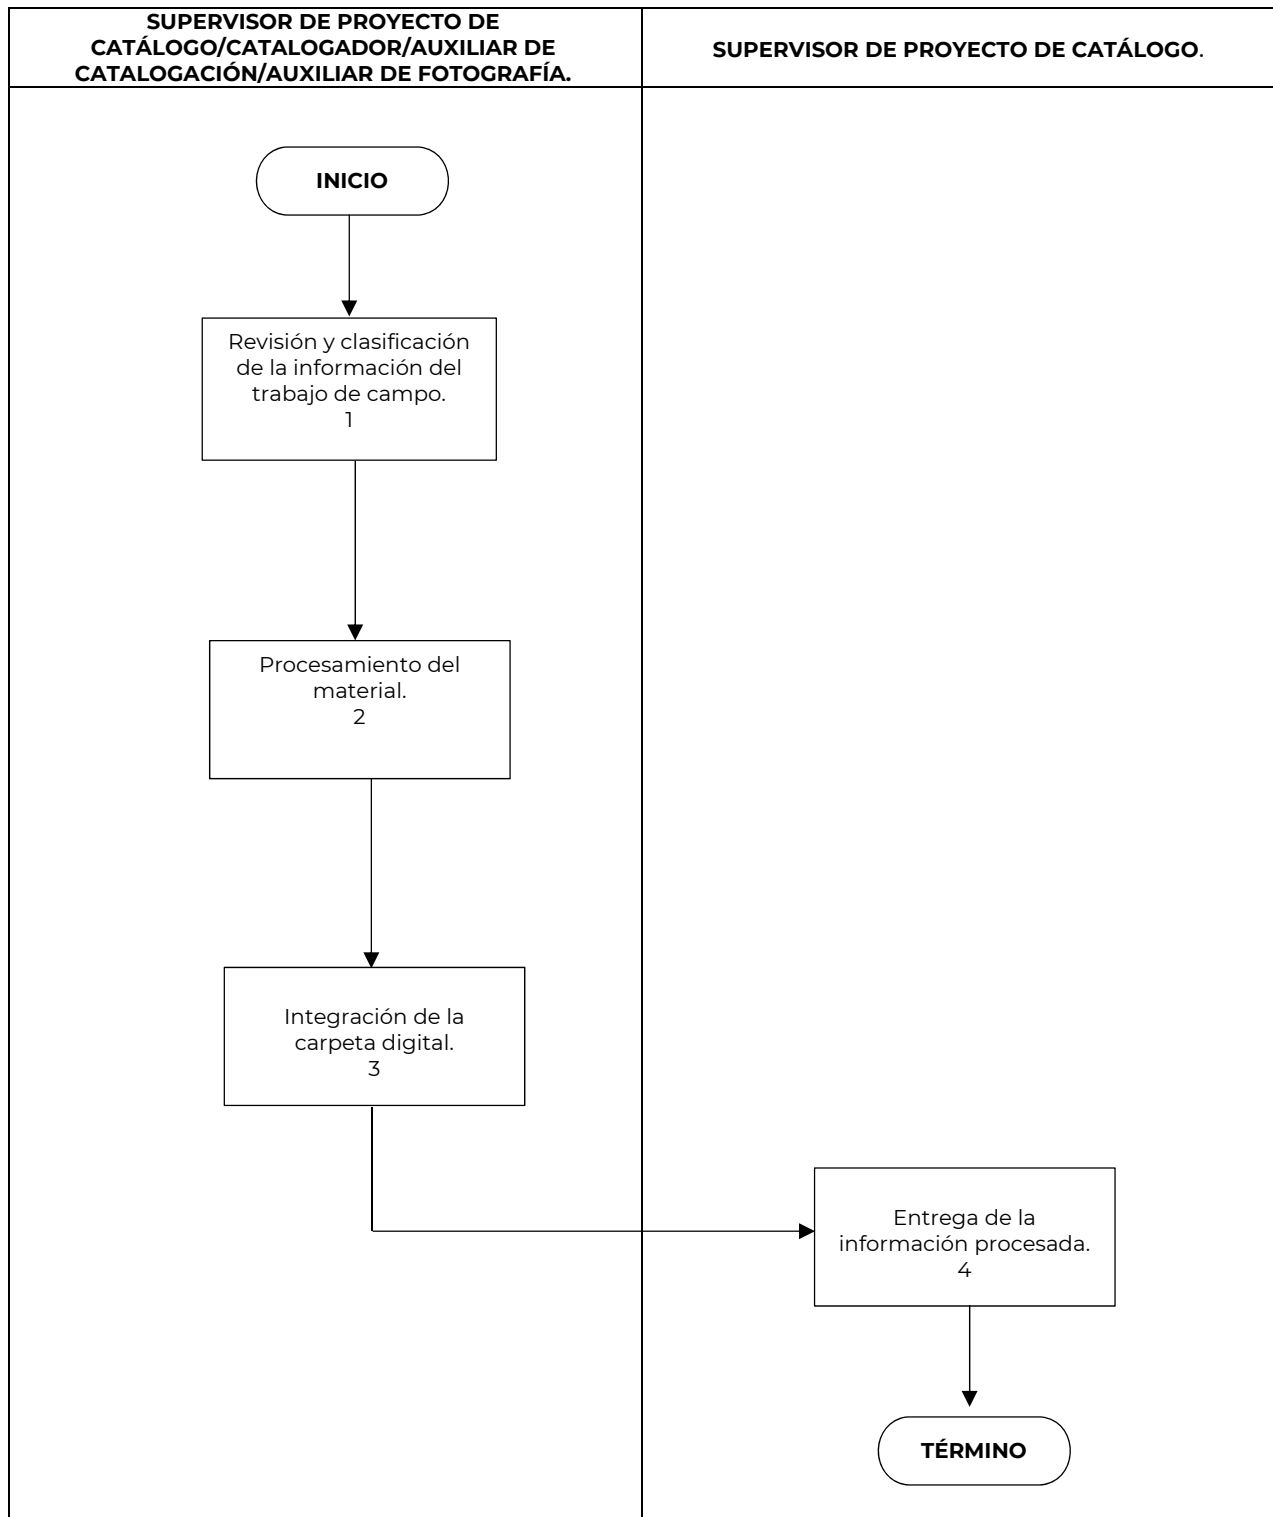 SUPERVISOR DE PROYECTO DE
CATÁLOGO/CATALOGADOR/AUXILIAR DE
CATALOGACIÓN/AUXILIAR DE FOTOGRAFÍA.
SUPERVISOR DE PROYECTO DE CATÁLOGO.
INICIO
Revisión y clasificación
de la información del
trabajo de campo.
1
Procesamiento del
material.
2
Integración de la
carpeta digital.
3
Entrega de la
información procesada.
4
TÉRMINO